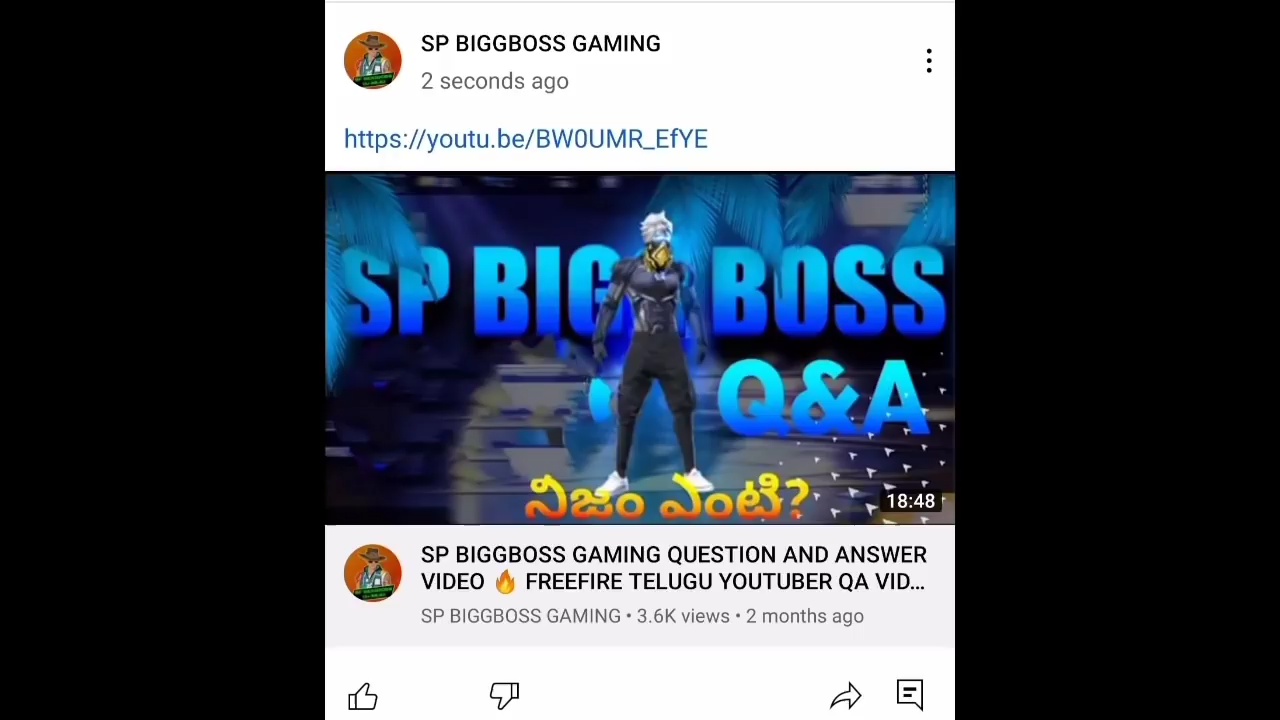 SP BIGGBOSS GAMING
2 seconds ago
https://youtu.be/BW0UMR_EfYE
SP BIG BOSS
Q&A
నిజం ఎంటి?
18:48
SP BIGGBOSS GAMING QUESTION AND ANSWER
VIDEO 🔥 FREEFIRE TELUGU YOUTUBER QA VID...
SP BIGGBOSS GAMING • 3.6K views • 2 months ago